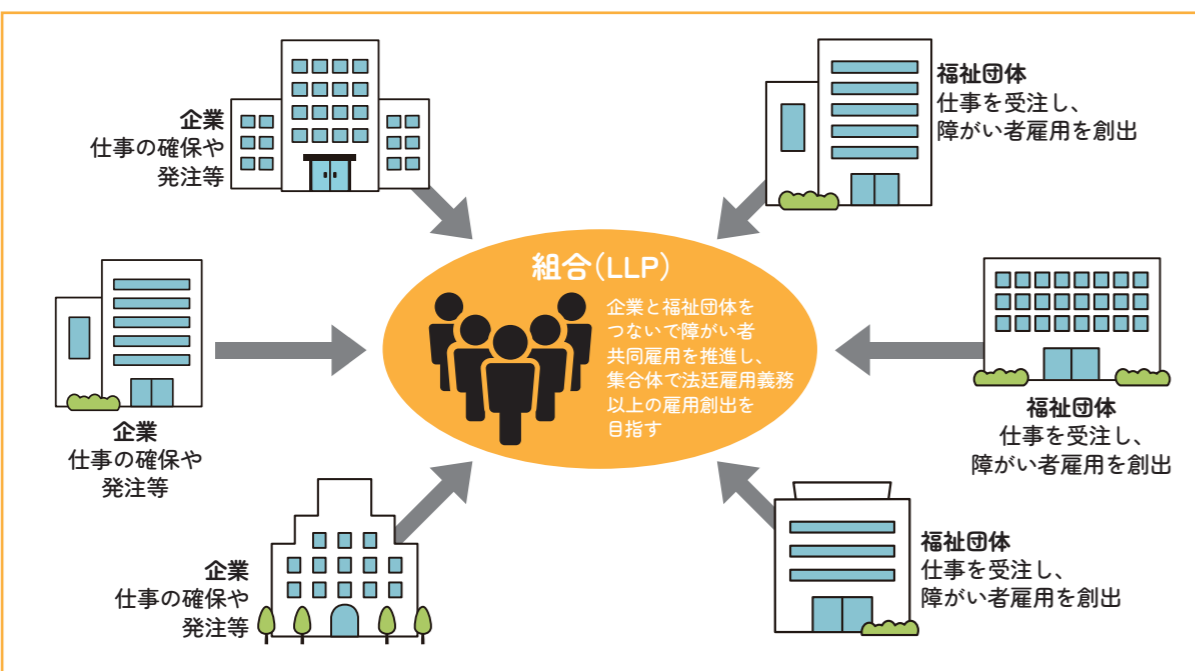 企業
仕事の確保や
発注等
福祉団体
仕事を受注し、
障がい者雇用を創出
組合（LLP）
企業と福祉団体を
つないで障がい者
共同雇用を推進し、
集合体で法廷雇用義務
以上の雇用創出を
目指す
企業
仕事の確保や
発注等
福祉団体
仕事を受注し、
障がい者雇用を創出
企業
仕事の確保や
発注等
福祉団体
仕事を受注し、
障がい者雇用を創出